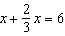 x + 2/3 x = 6